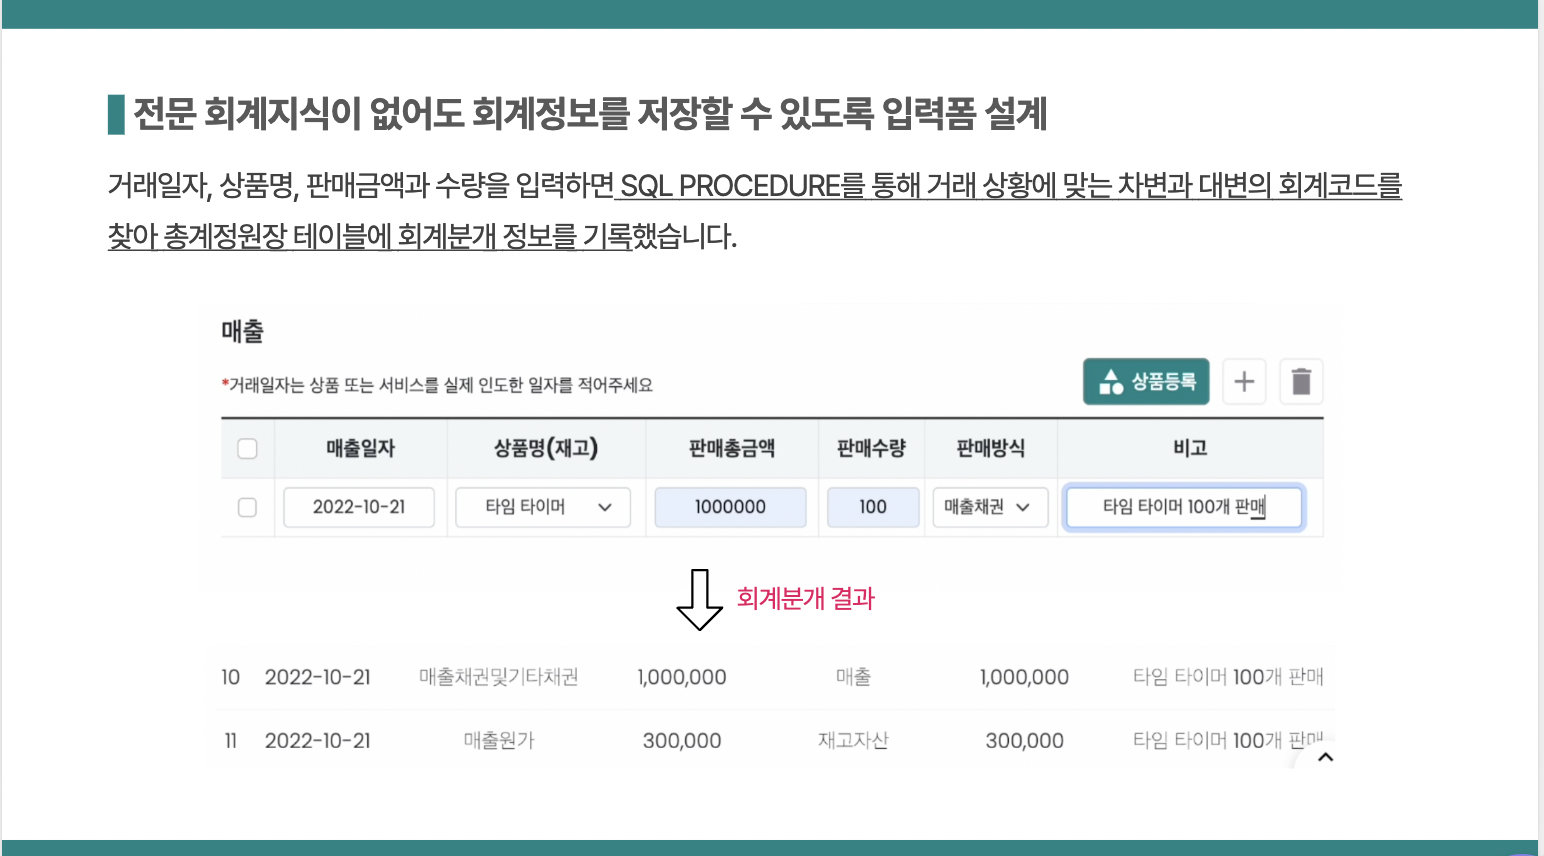 전문 회계지식이 없어도 회계정보를 저장할 수 있도록 입력폼 설계
거래일자, 상품명, 판매금액과 수량을 입력하면 SQL PROCEDURE를 통해 거래 상황에 맞는 차변과 대변의 회계코드를
찾아 총계정원장 테이블에 회계분개 정보를 기록했습니다.
매출
*거래일자는 상품 또는 서비스를 실제 인도한 일자를 적어주세요
상품등록
매출일자 상품명(재고) 판매총금액 판매수량 판매방식 비고
2022-10-21 타임 타이머 1000000 100 매출채권 타임 타이머 100개 판매
회계분개 결과
10 2022-10-21 매출채권및기타채권 1,000,000 매출 1,000,000 타임 타이머 100개 판매
11 2022-10-21 매출원가 300,000 재고자산 300,000 타임 타이머 100개 판매